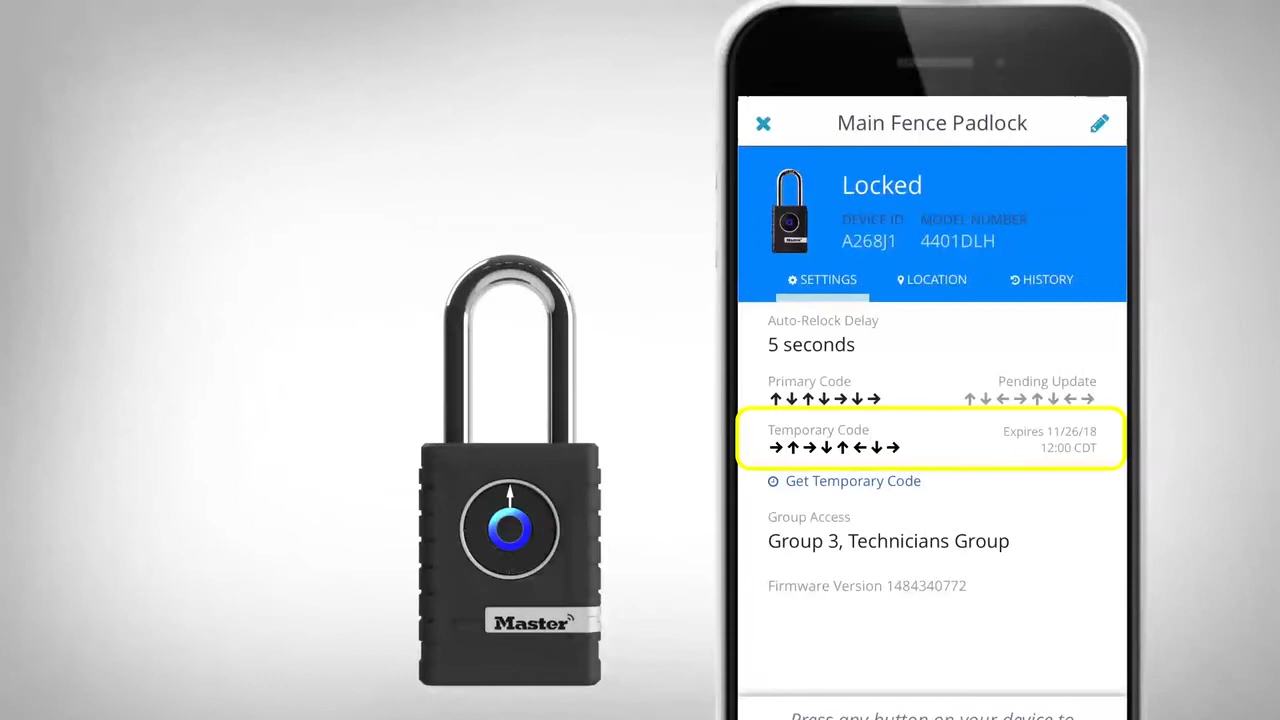 Main Fence Padlock
Locked
DEVICE ID MODEL NUMBER
A268J1 4401DLH
SETTINGS LOCATION HISTORY
Auto-Relock Delay
5 seconds
Primary Code Pending Update
↑↓↑↓→↓→ ↑↓←→↑↓←→
Temporary Code Expires 11/26/18
→↑→↓↑←↓→ 12:00 CDT
Get Temporary Code
Group Access
Group 3, Technicians Group
Firmware Version 1484340772
Press any button on your device to
Master
Master